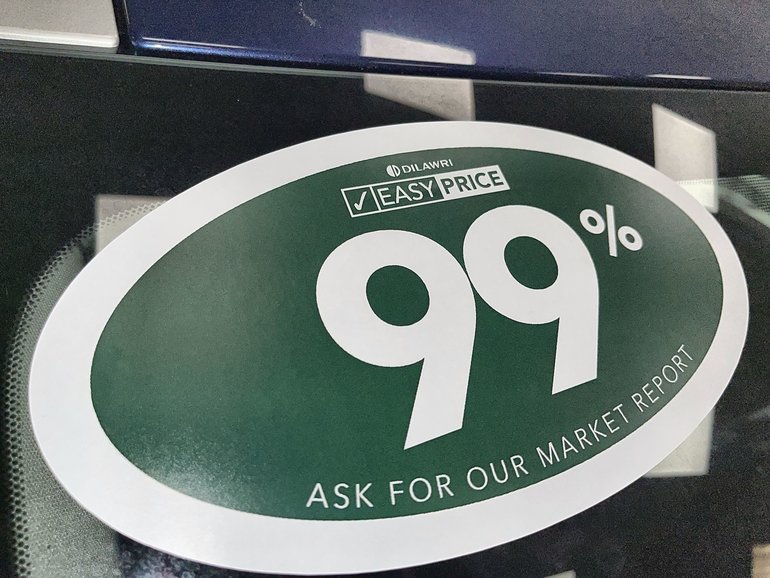 DILAWRI
✓ EASY PRICE
99%
ASK FOR OUR MARKET REPORT